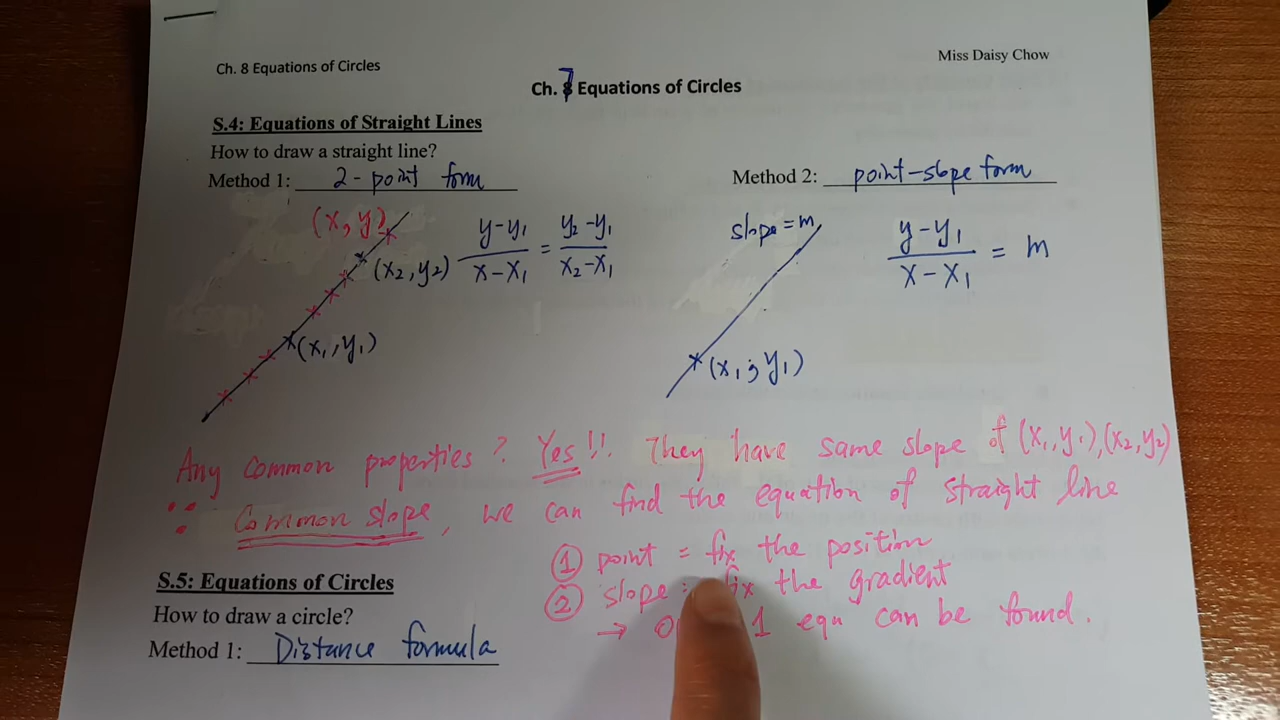 Ch. 8 Equations of Circles
Miss Daisy Chow
Ch. 7 Equations of Circles
S.4: Equations of Straight Lines
How to draw a straight line?
Method 1: 2-point form
Method 2: point-slope form
(x, y)
(x₂, y₂)
(x₁, y₁)
(y-y₁)/(x-x₁) = (y₂-y₁)/(x₂-x₁)
slope = m
(x₁, y₁)
(y-y₁)/(x-x₁) = m
Any common properties? Yes!! They have same slope of (x₁,y₁),(x₂,y₂)
∵ Common slope, we can find the equation of straight line
① point = fix the position
② slope = fix the gradient
→ 1 equ can be found.
S.5: Equations of Circles
How to draw a circle?
Method 1: Distance formula